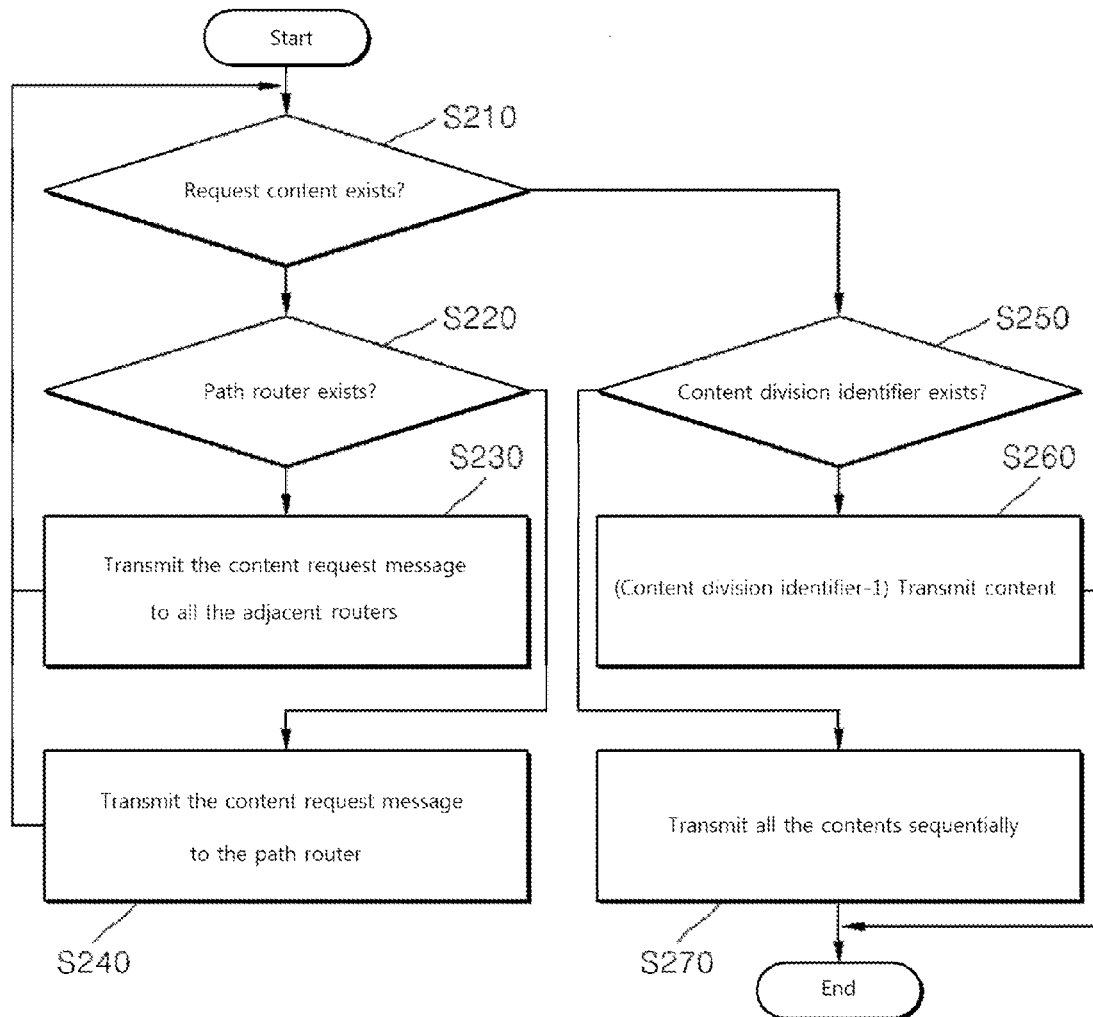 Start
S210
Request content exists?
S220
Path router exists?
S250
Content division identifier exists?
S230
Transmit the content request message
to all the adjacent routers
S260
(Content division identifier-1) Transmit content
Transmit the content request message
to the path router
S240
Transmit all the contents sequentially
S270
End